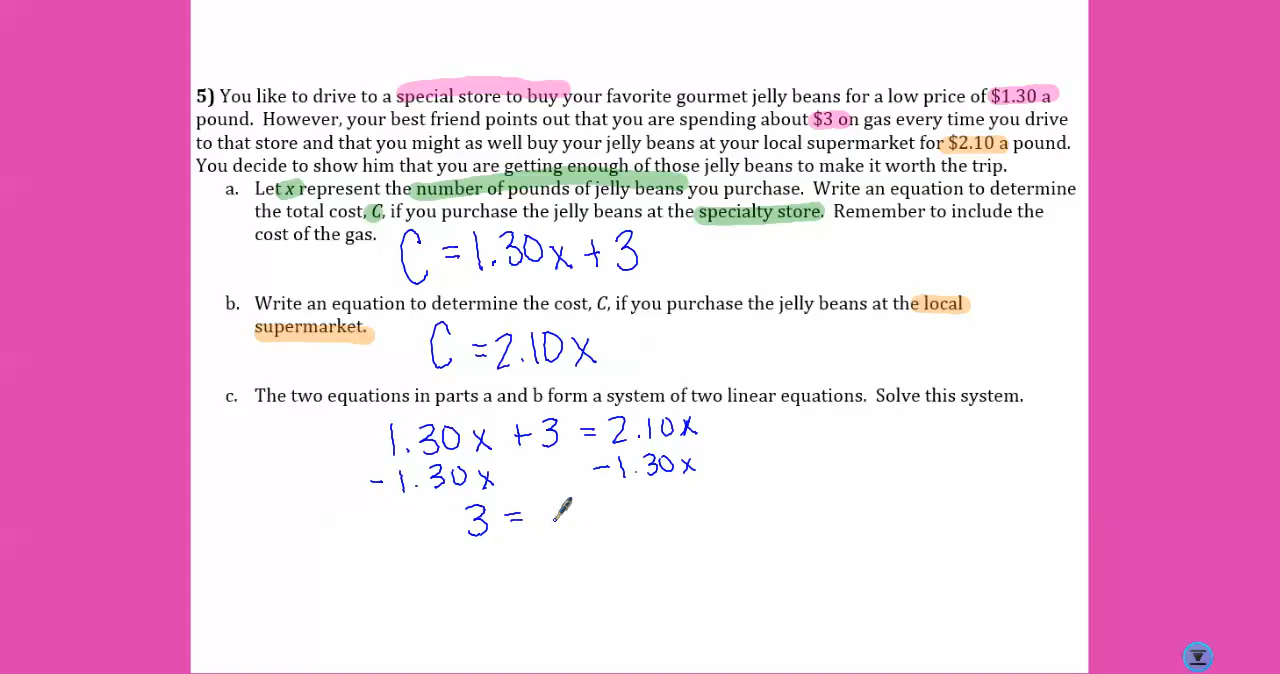 5) You like to drive to a special store to buy your favorite gourmet jelly beans for a low price of $1.30 a
pound. However, your best friend points out that you are spending about $3 on gas every time you drive
to that store and that you might as well buy your jelly beans at your local supermarket for $2.10 a pound.
You decide to show him that you are getting enough of those jelly beans to make it worth the trip.
a. Let x represent the number of pounds of jelly beans you purchase. Write an equation to determine
the total cost, C, if you purchase the jelly beans at the specialty store. Remember to include the
cost of the gas.
C = 1.30x + 3
b. Write an equation to determine the cost, C, if you purchase the jelly beans at the local
supermarket.
C = 2.10x
c. The two equations in parts a and b form a system of two linear equations. Solve this system.
1.30x + 3 = 2.10x
- 1.30x - 1.30x
3 =